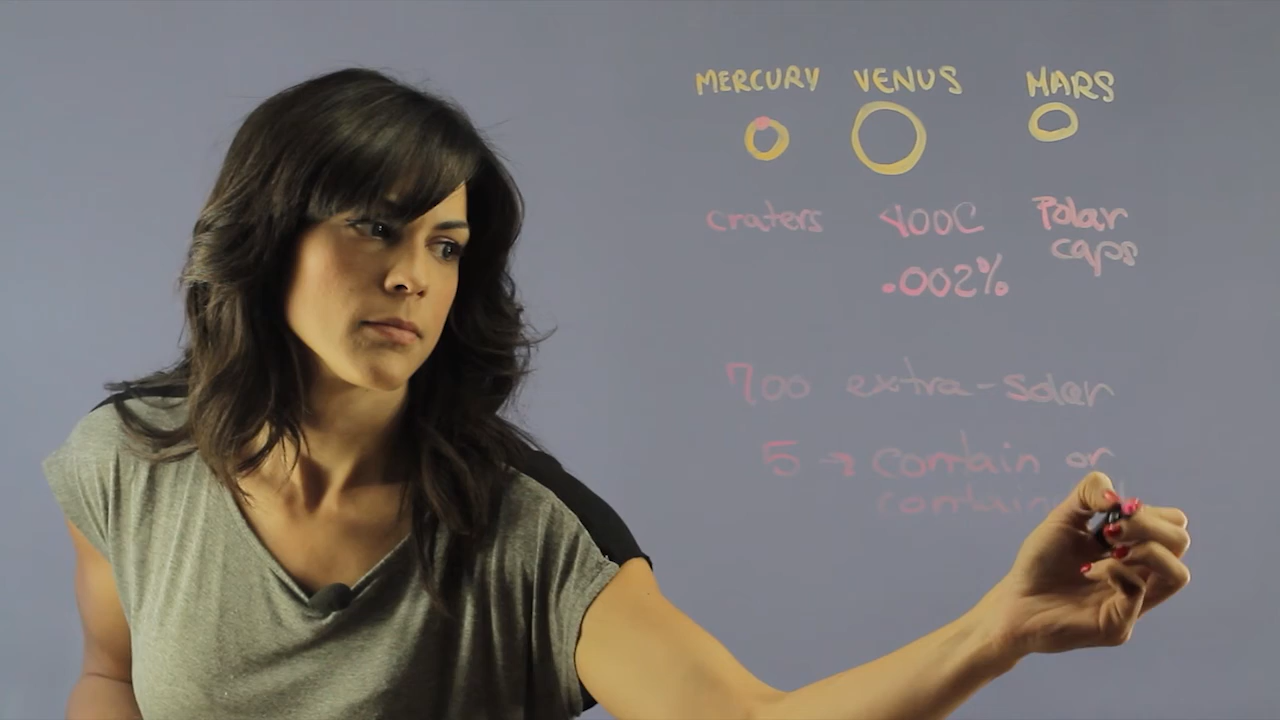 MERCURY VENUS MARS
craters 400C Polar
caps
.002%
700 extra-solar
5 → contain or